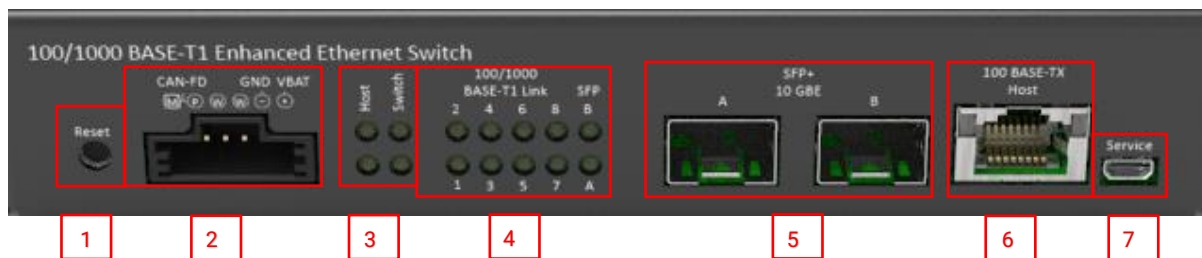 100/1000 BASE-T1 Enhanced Ethernet Switch
Reset
CAN-FD GND VBAT
M P W W - +
Host
Switch
100/1000
BASE-T1 Link SFP
2 4 6 8 B
1 3 5 7 A
SFP+
10 GBE
A B
100 BASE-TX
Host
Service
1 2 3 4 5 6 7